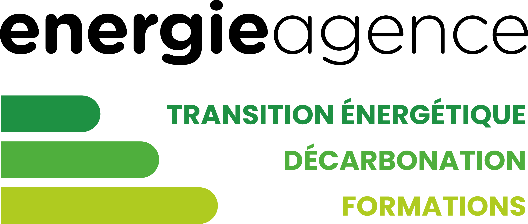 energieagence
TRANSITION ÉNERGÉTIQUE
DÉCARBONATION
FORMATIONS